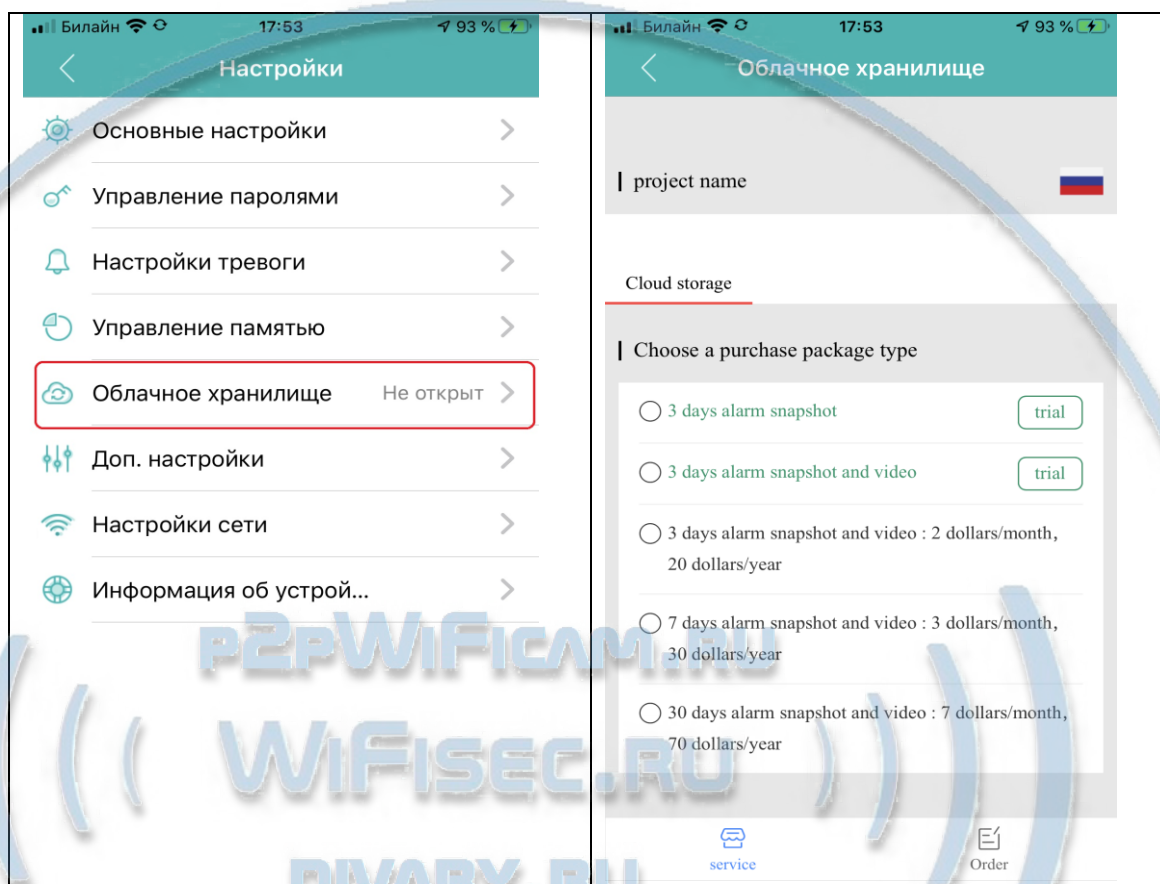 Билайн 17:53 93 %
Настройки
Основные настройки
Управление паролями
Настройки тревоги
Управление памятью
Облачное хранилище Не открыт
Доп. настройки
Настройки сети
Информация об устрой...
Билайн 17:53 93 %
Облачное хранилище
project name
Cloud storage
Choose a purchase package type
3 days alarm snapshot trial
3 days alarm snapshot and video trial
3 days alarm snapshot and video : 2 dollars/month,
20 dollars/year
7 days alarm snapshot and video : 3 dollars/month,
30 dollars/year
30 days alarm snapshot and video : 7 dollars/month,
70 dollars/year
service Order
P2PWIFICAM.RU
WIFISEC.RU